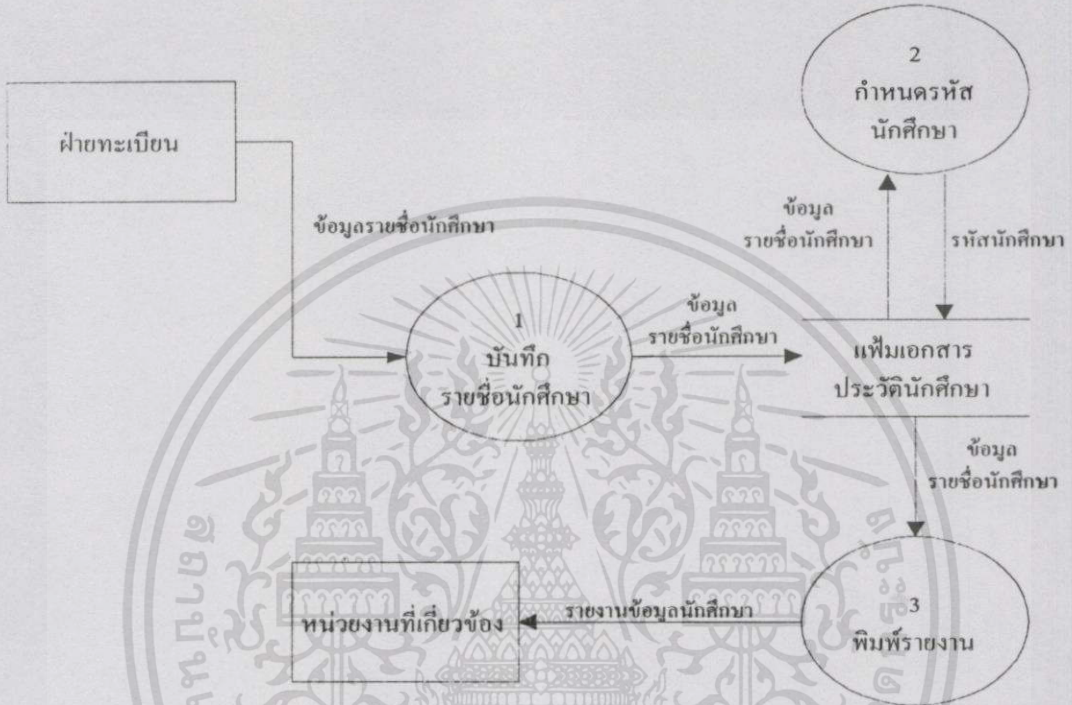 2
กำหนดรหัส
นักศึกษา
ฝ่ายทะเบียน
ข้อมูล
รายชื่อนักศึกษา
รหัสนักศึกษา
ข้อมูลรายชื่อนักศึกษา
1
บันทึก
รายชื่อนักศึกษา
ข้อมูล
รายชื่อนักศึกษา
แฟ้มเอกสาร
ประวัตินักศึกษา
ข้อมูล
รายชื่อนักศึกษา
หน่วยงานที่เกี่ยวข้อง
รายงานข้อมูลนักศึกษา
3
พิมพ์รายงาน